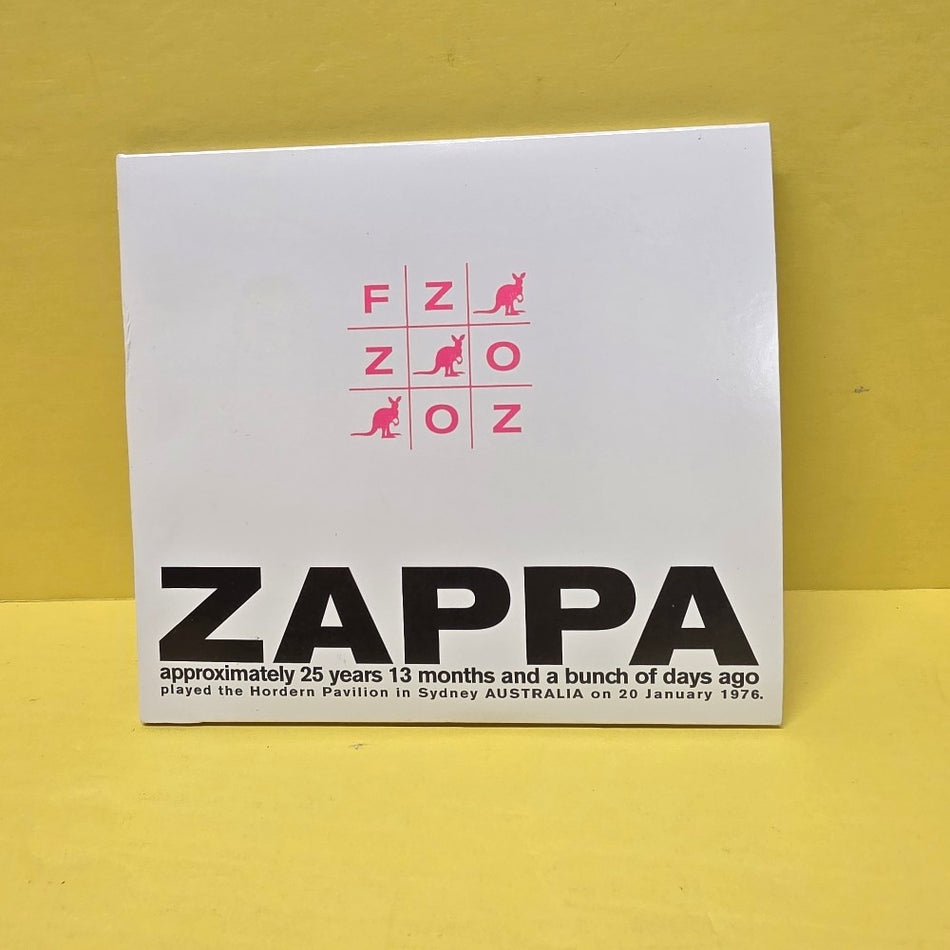 F Z
Z O
O Z
ZAPPA
approximately 25 years 13 months and a bunch of days ago
played the Hordern Pavilion in Sydney AUSTRALIA on 20 January 1976.